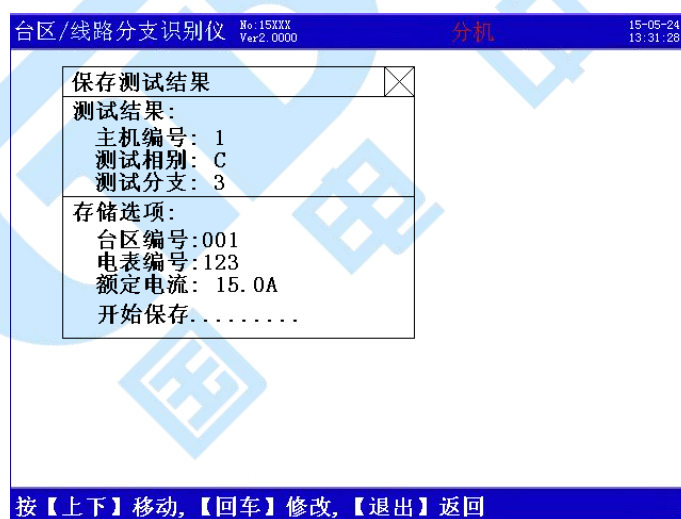 台区/线路分支识别仪 No:15XXX 分机 15-05-24
Ver2.0000 13:31:28
保存测试结果
测试结果:
主机编号: 1
测试相别: C
测试分支: 3
存储选项:
台区编号:001
电表编号:123
额定电流: 15.0A
开始保存.........
按【上下】移动,【回车】修改,【退出】返回
国
电